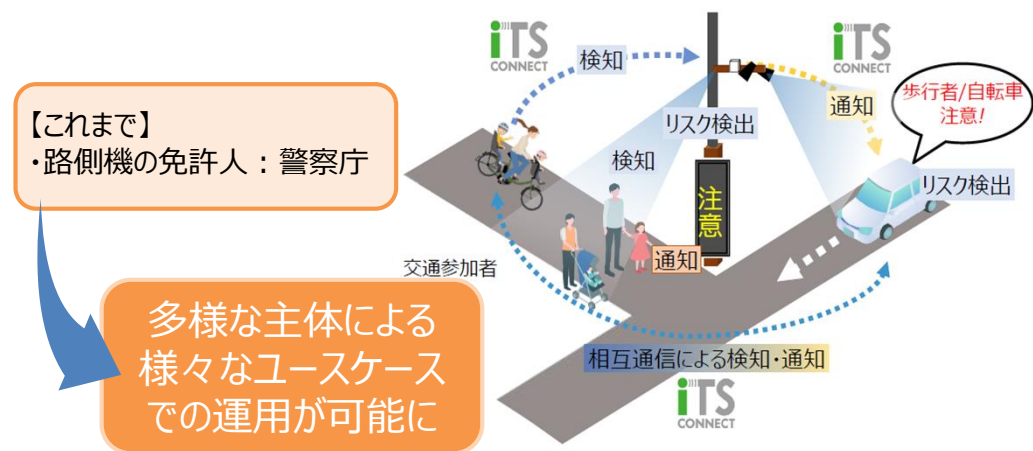 【これまで】
・路側機の免許人：警察庁
多様な主体による
様々なユースケース
での運用が可能に
iTS
CONNECT
検知
iTS
CONNECT
通知
歩行者/自転車
注意!
リスク検出
検知
リスク検出
注意
通知
交通参加者
相互通信による検知・通知
iTS
CONNECT